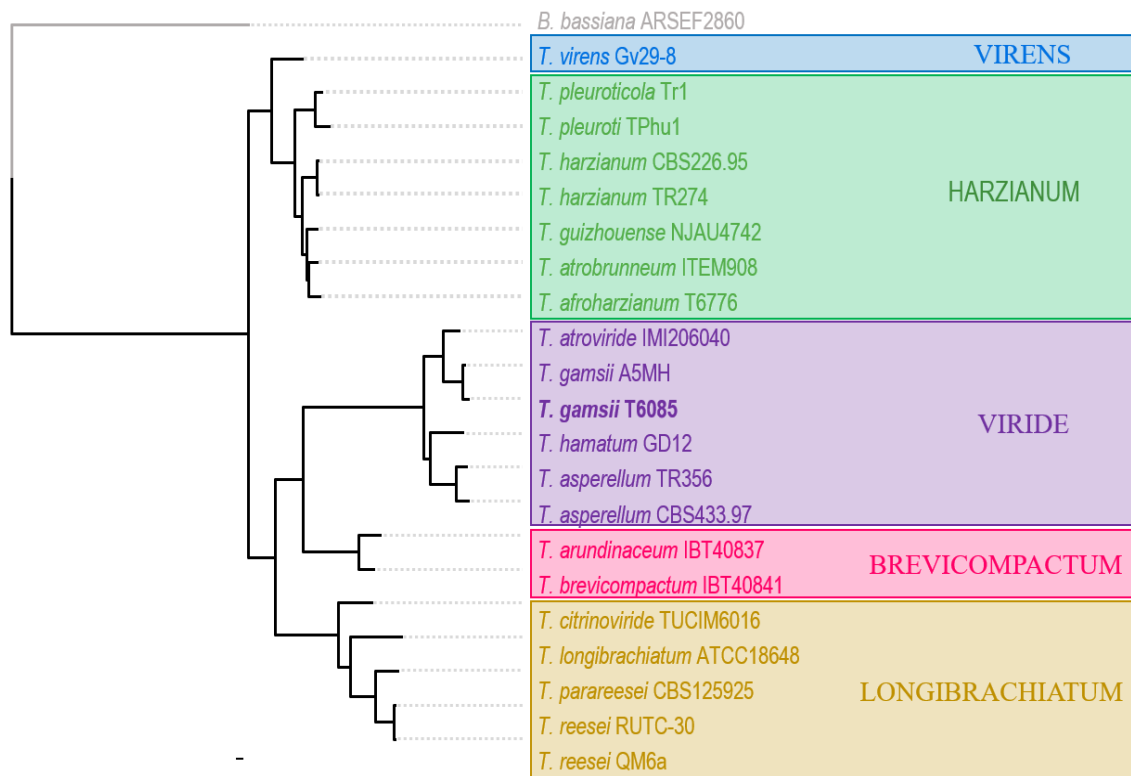 B. bassiana ARSEF2860
T. virens Gv29-8
VIRENS
T. pleuroticola Tr1
T. pleuroti TPhu1
T. harzianum CBS226.95
T. harzianum TR274
HARZIANUM
T. guizhouense NJAU4742
T. atrobrunneum ITEM908
T. afroharzianum T6776
T. atroviride IMI206040
T. gamsii A5MH
T. gamsii T6085
VIRIDE
T. hamatum GD12
T. asperellum TR356
T. asperellum CBS433.97
T. arundinaceum IBT40837
BREVICOMPACTUM
T. brevicompactum IBT40841
T. citrinoviride TUCIM6016
T. longibrachiatum ATCC18648
T. parareesei CBS125925
LONGIBRACHIATUM
T. reesei RUTC-30
T. reesei QM6a